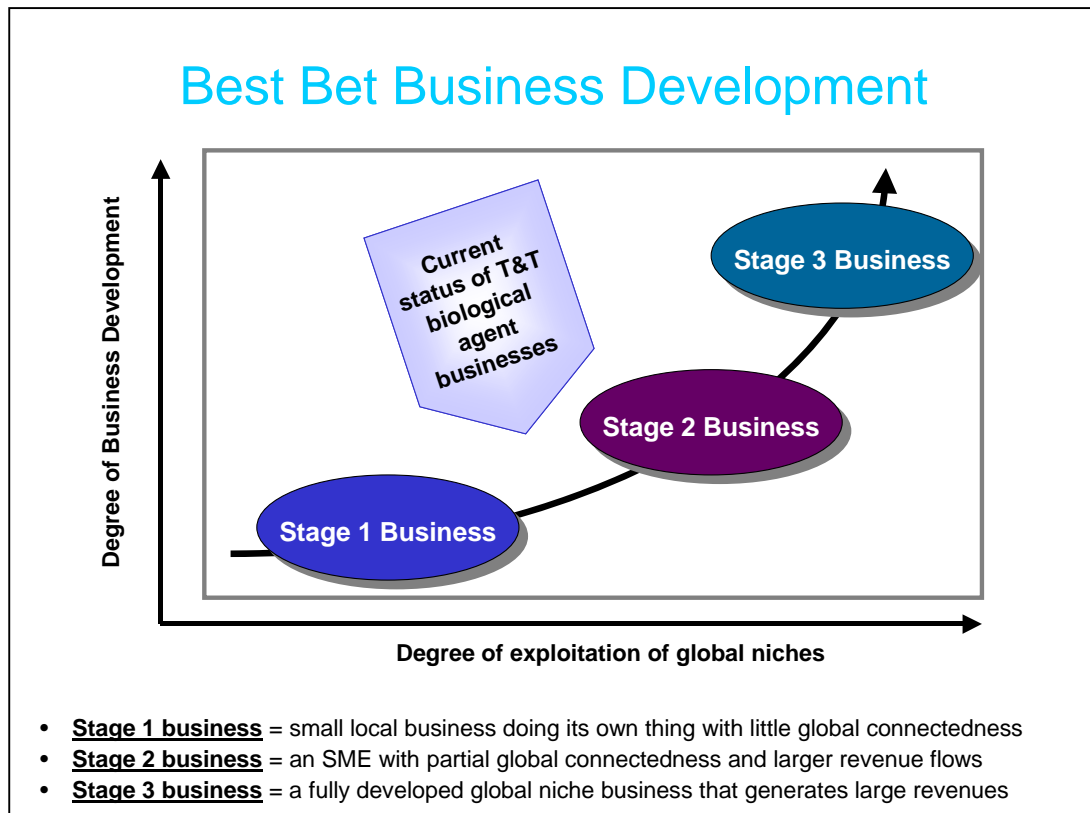 Best Bet Business Development
Degree of Business Development
Current
status of T&T
biological
agent
businesses
Stage 3 Business
Stage 2 Business
Stage 1 Business
Degree of exploitation of global niches
• Stage 1 business = small local business doing its own thing with little global connectedness
• Stage 2 business = an SME with partial global connectedness and larger revenue flows
• Stage 3 business = a fully developed global niche business that generates large revenues